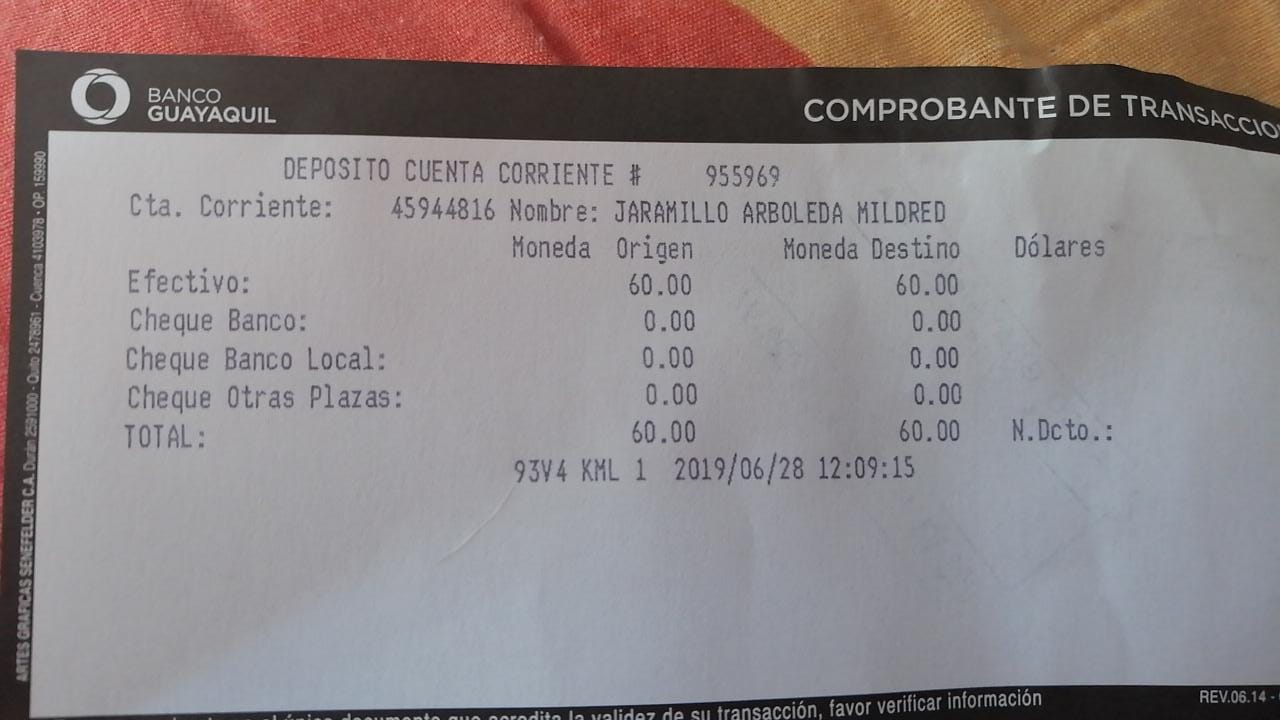 BANCO
GUAYAQUIL
COMPROBANTE DE TRANSACCIO
DEPOSITO CUENTA CORRIENTE # 955969
Cta. Corriente: 45944816 Nombre: JARAMILLO ARBOLEDA MILDRED
Moneda Origen Moneda Destino Dólares
Efectivo: 60.00 60.00
Cheque Banco: 0.00 0.00
Cheque Banco Local: 0.00 0.00
Cheque Otras Plazas: 0.00 0.00
TOTAL: 60.00 60.00 N.Dcto.:
93V4 KML 1 2019/06/28 12:09:15
ARTES GRAFICAS SENEFELDER C.A. Durán 2591000 - Quito 2478961 - Cuenca 4103978 - OP. 159990
el único documento que acredita la validez de su transacción, favor verificar información
REV.06.14 -